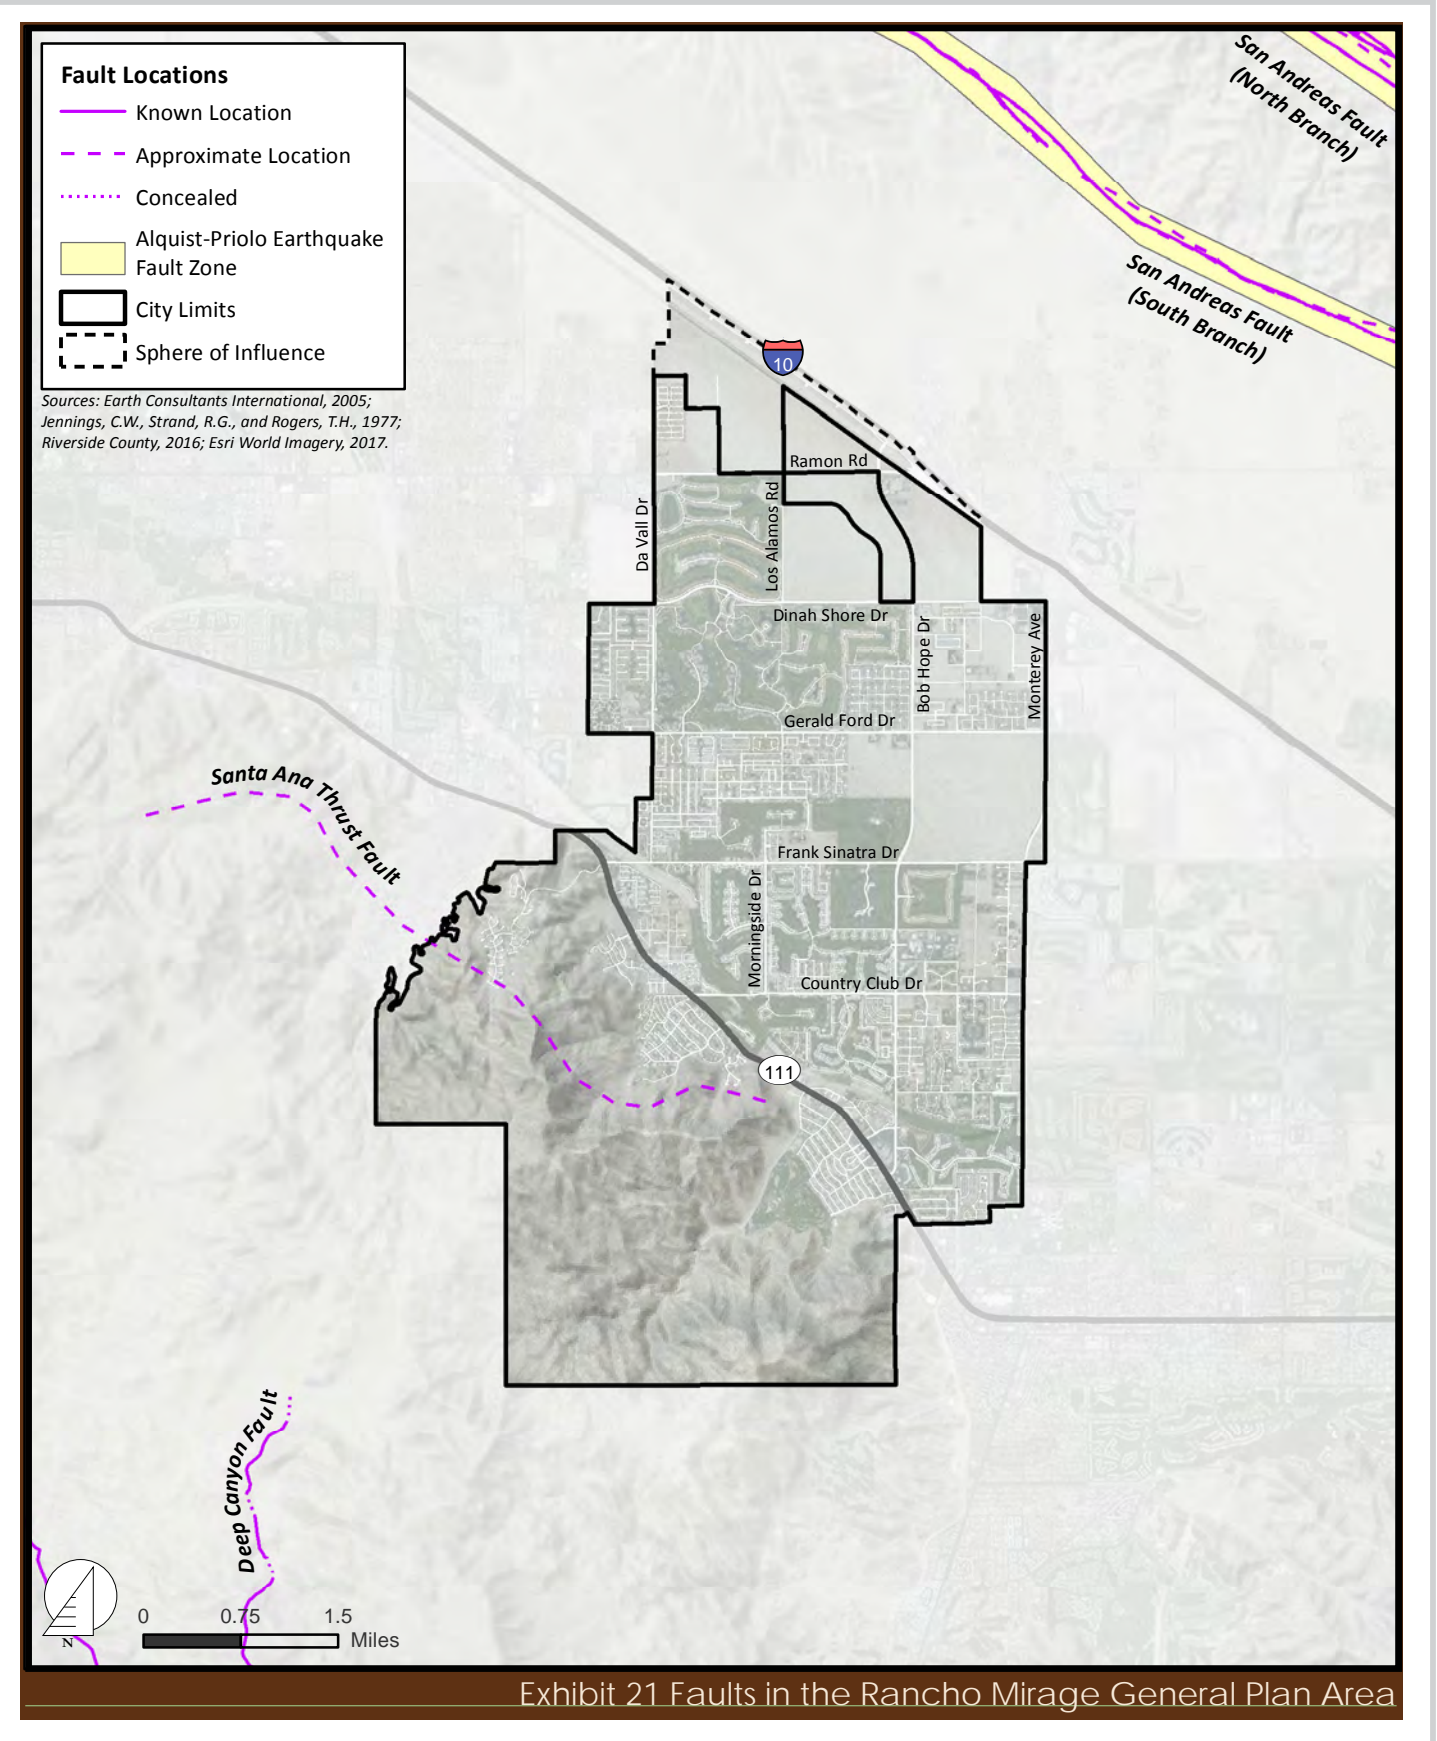 Fault Locations
Known Location
Approximate Location
Concealed
Alquist-Priolo Earthquake
Fault Zone
City Limits
Sphere of Influence
Sources: Earth Consultants International, 2005;
Jennings, C.W., Strand, R.G., and Rogers, T.H., 1977;
Riverside County, 2016; Esri World Imagery, 2017.
San Andreas Fault
(North Branch)
San Andreas Fault
(South Branch)
10
Ramon Rd
Da Vall Dr
Los Alamos Rd
Dinah Shore Dr
Bob Hope Dr
Monterey Ave
Gerald Ford Dr
Santa Ana Thrust Fault
Frank Sinatra Dr
Morningside Dr
Country Club Dr
111
Deep Canyon Fault
N
0 0.75 1.5
Miles
Exhibit 21 Faults in the Rancho Mirage General Plan Area